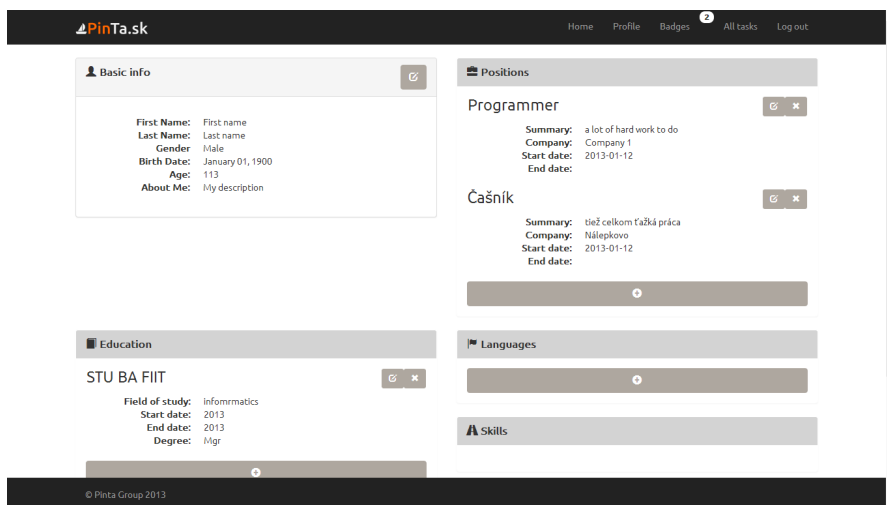 PinTa.sk
Home Profile Badges 2 All tasks Log out
Basic info
First Name: First name
Last Name: Last name
Gender Male
Birth Date: January 01, 1900
Age: 113
About Me: My description
Positions
Programmer
Summary: a lot of hard work to do
Company: Company 1
Start date: 2013-01-12
End date:
Čašník
Summary: tiež celkom ťažká práca
Company: Nálepkovo
Start date: 2013-01-12
End date:
Education
STU BA FIIT
Field of study: infomrmatics
Start date: 2013
End date: 2013
Degree: Mgr
Languages
Skills
© Pinta Group 2013